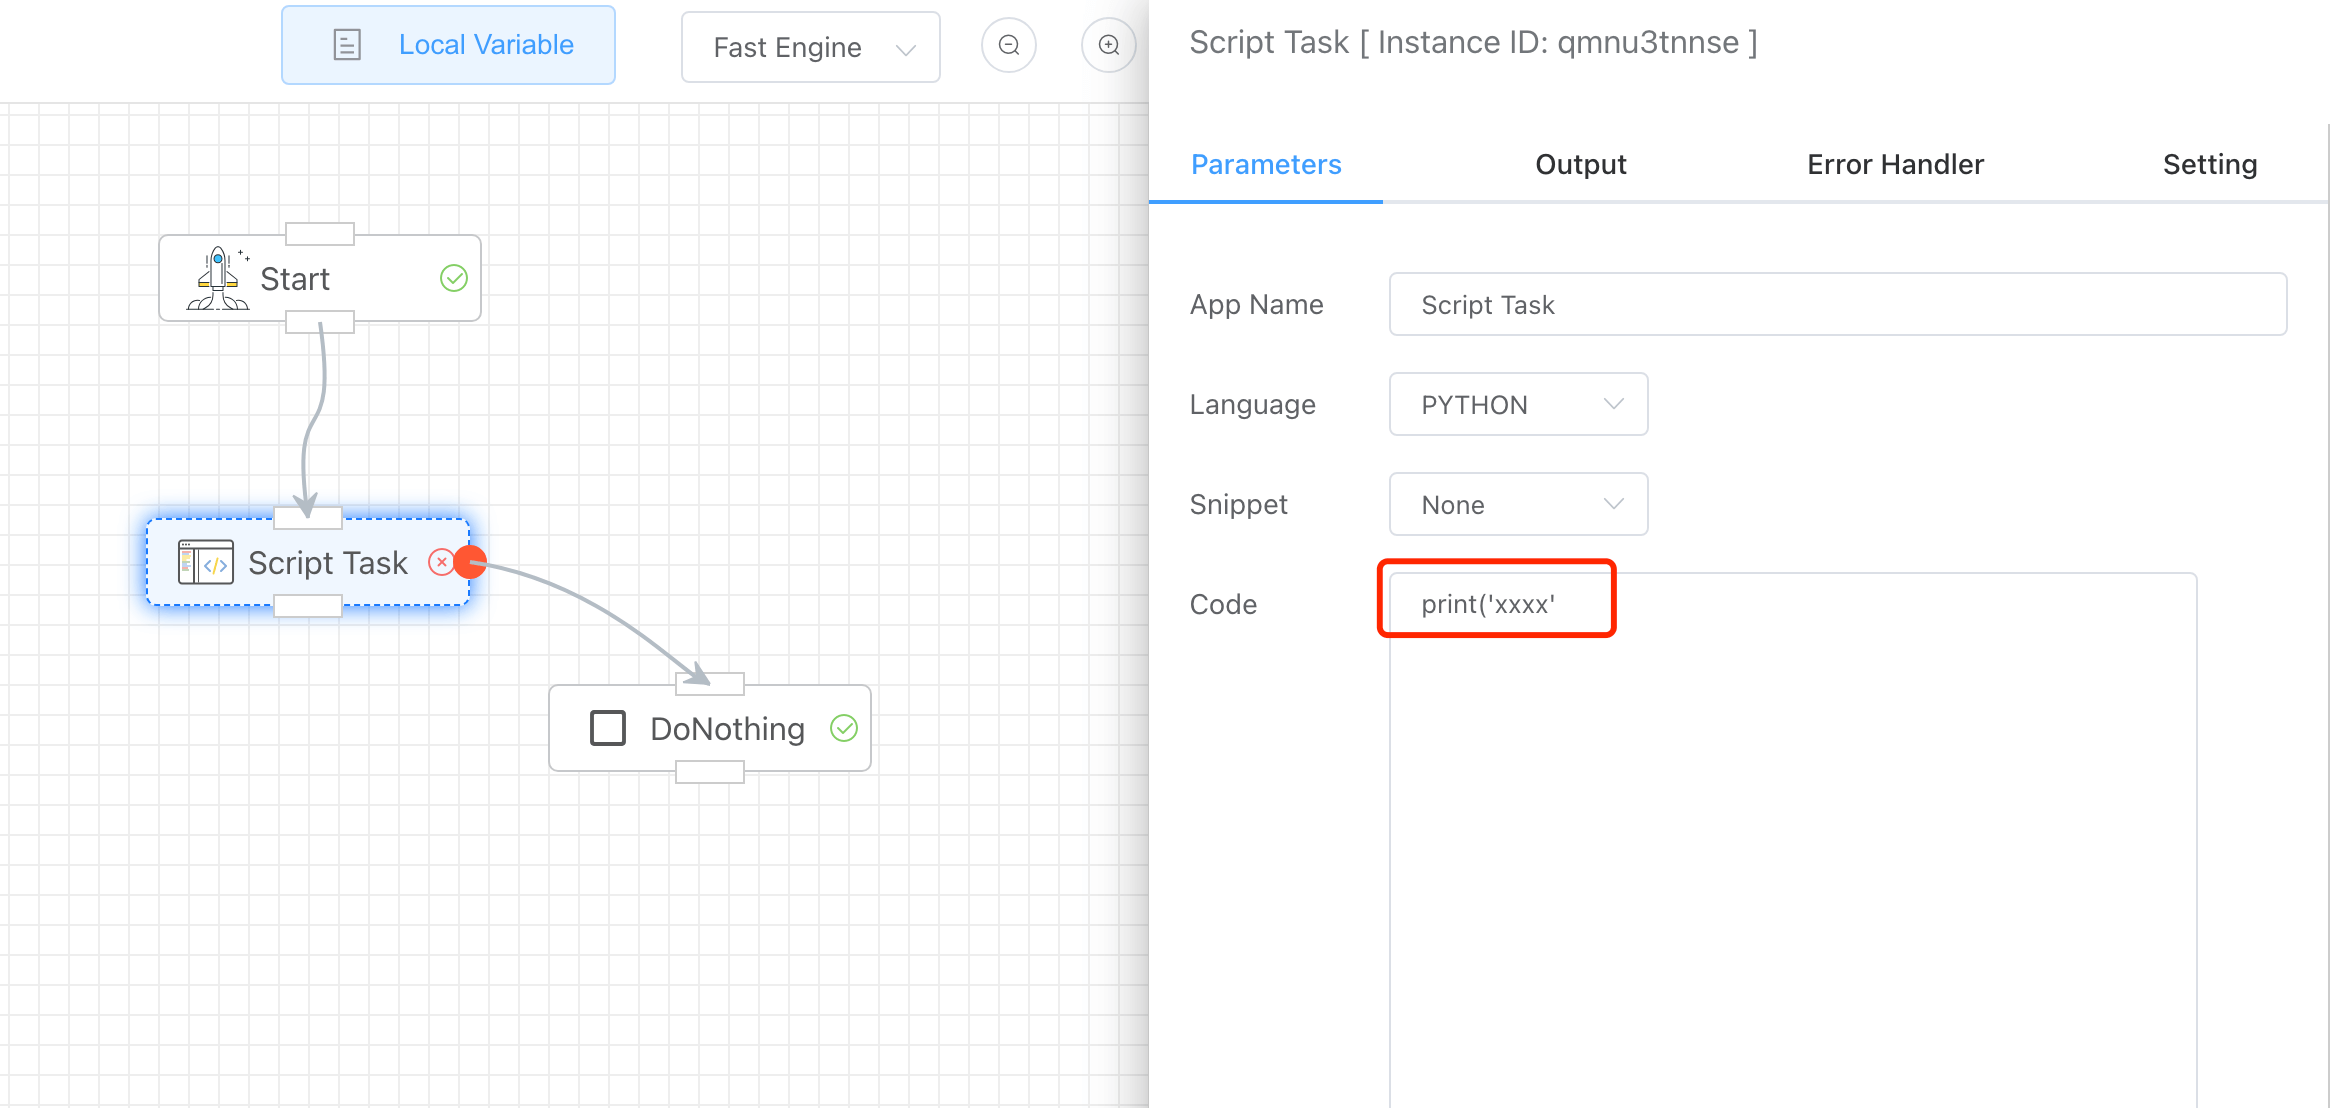 Local Variable
Fast Engine
Script Task [ Instance ID: qmnu3tnnse ]
Parameters
Output
Error Handler
Setting
Start
Script Task
DoNothing
App Name
Script Task
Language
PYTHON
Snippet
None
Code
print('xxxx'